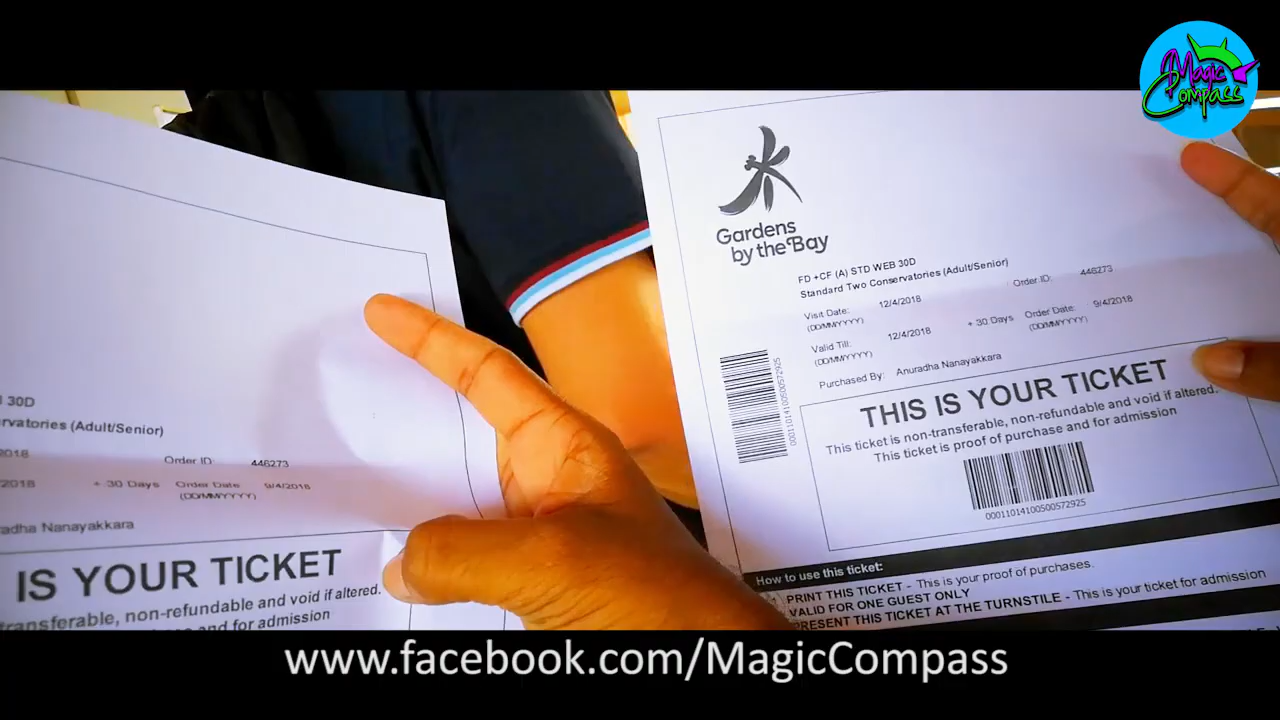 Magic
Compass
30D
vatories (Adult/Senior)
2018
Order ID:
446273
2018
+ 30 Days
Order Date:
9/4/2018
(DD/MM/YYYY)
adha Nanayakkara
IS YOUR TICKET
transferable, non-refundable and void if altered.
and for admission
Gardens
by the Bay
FD +CF (A) STD WEB 30D
Standard Two Conservatories (Adult/Senior)
Visit Date:
12/4/2018
Order ID:
446273
(DD/MM/YYYY)
Valid Till:
12/4/2018
+ 30 Days
Order Date:
9/4/2018
(DD/MM/YYYY)
(DD/MM/YYYY)
Purchased By: Anuradha Nanayakkara
00011014100500572925
THIS IS YOUR TICKET
This ticket is non-transferable, non-refundable and void if altered.
This ticket is proof of purchase and for admission
00011014100500572925
How to use this ticket:
PRINT THIS TICKET - This is your proof of purchases.
VALID FOR ONE GUEST ONLY
PRESENT THIS TICKET AT THE TURNSTILE - This is your ticket for admission
www.facebook.com/MagicCompass